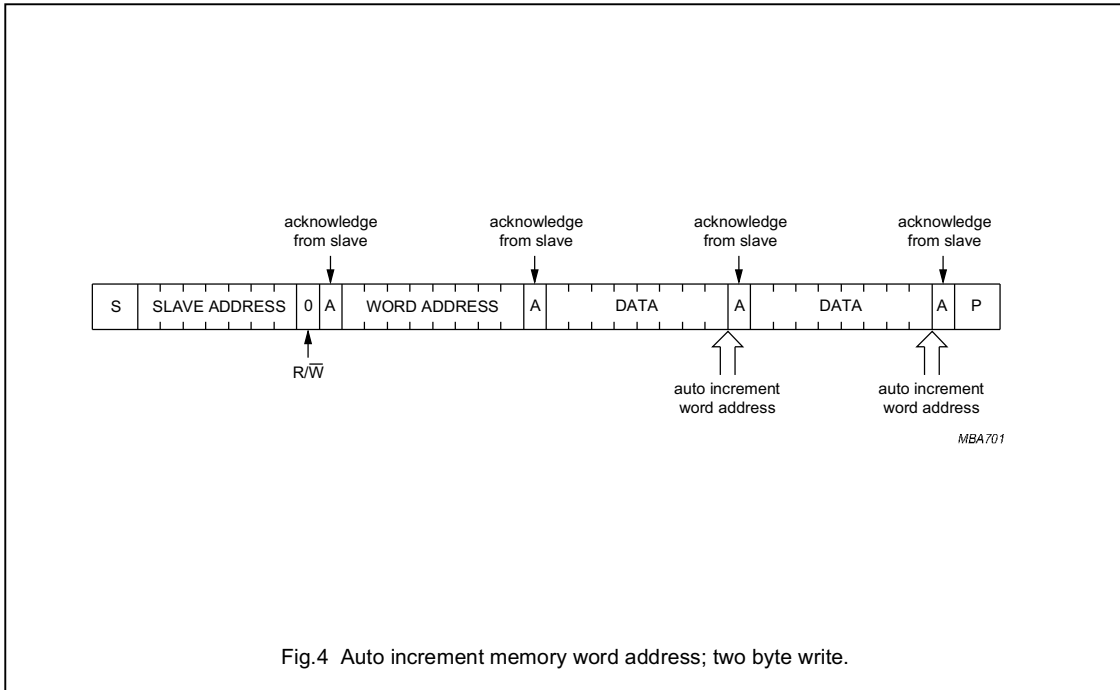 acknowledge from slave
acknowledge from slave
acknowledge from slave
acknowledge from slave
S SLAVE ADDRESS 0 A WORD ADDRESS A DATA A DATA A P
R/W̅
auto increment word address
auto increment word address
MBA701
Fig.4 Auto increment memory word address; two byte write.